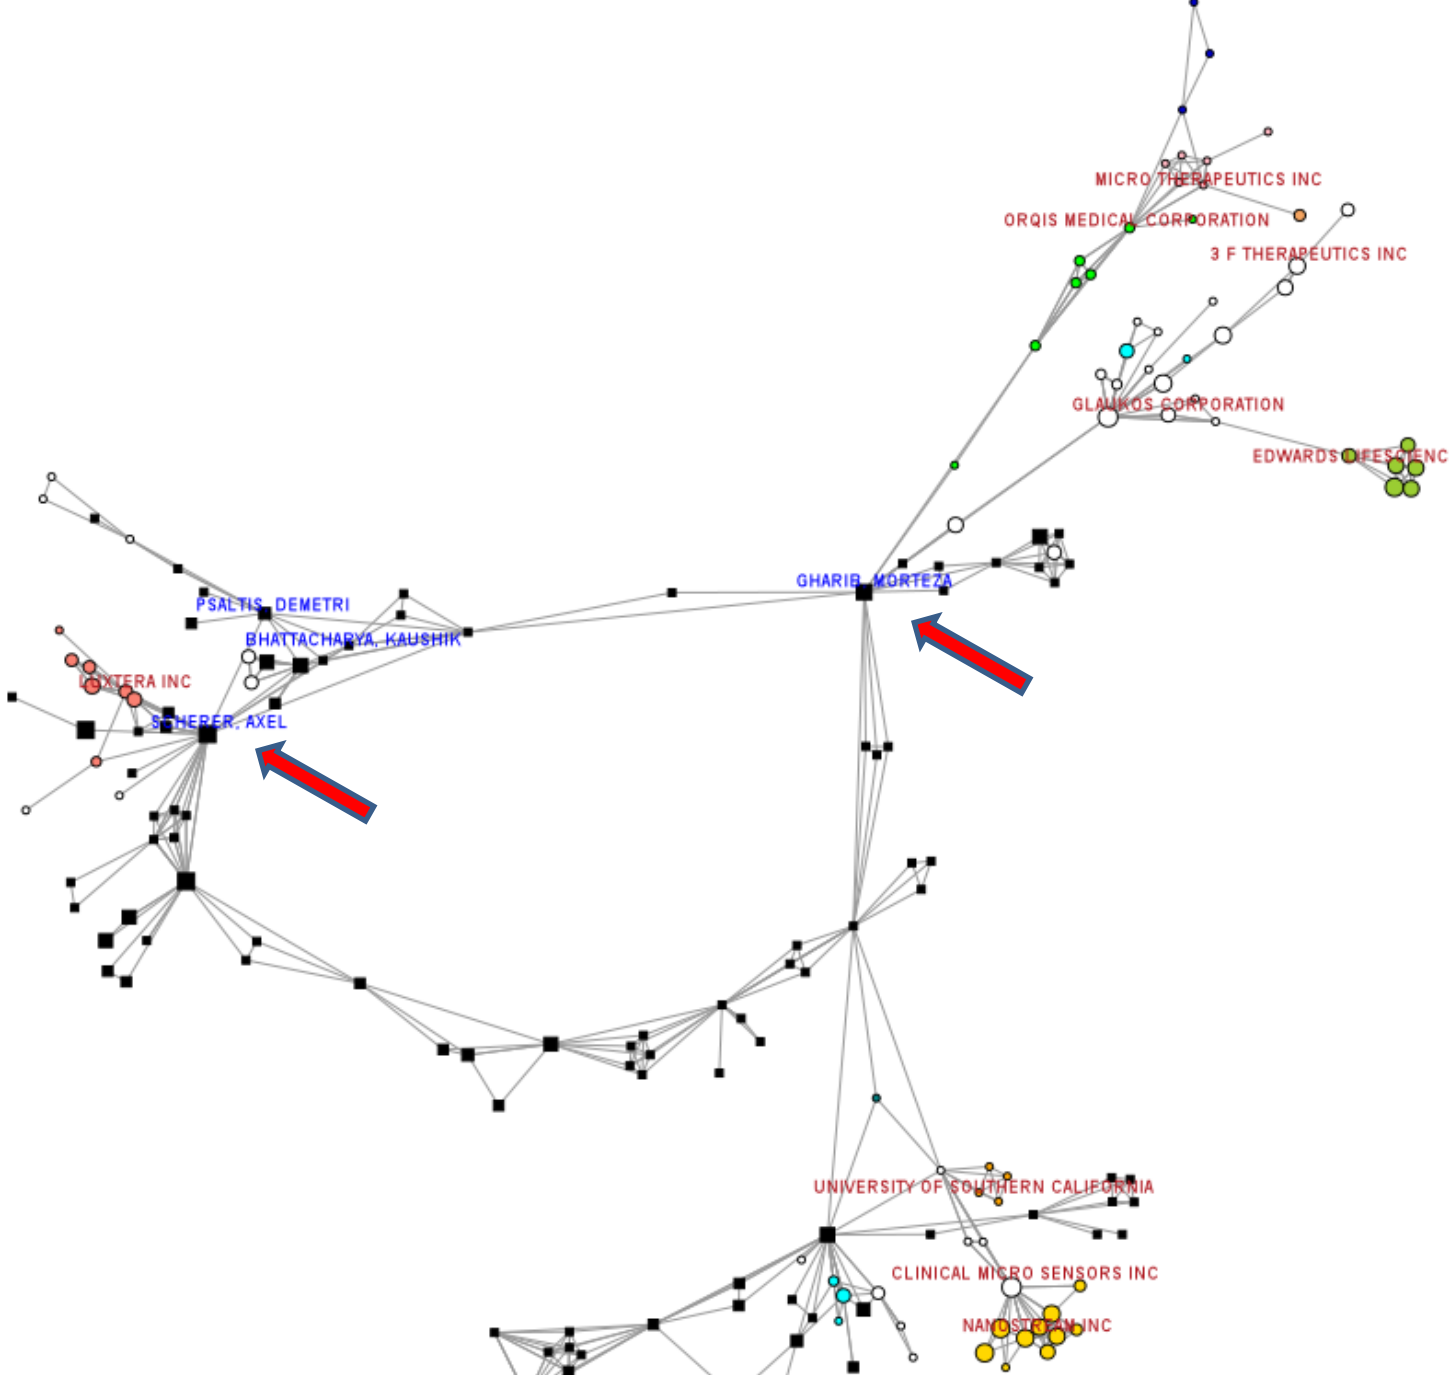 MICRO THERAPEUTICS INC
ORQIS MEDICAL CORPORATION
3 F THERAPEUTICS INC
GLAUKOS CORPORATION
EDWARDS LIFESCIENC
GHARIB, MORTEZA
PSALTIS, DEMETRI
BHATTACHARYA, KAUSHIK
LUXTERA INC
SCHERER, AXEL
UNIVERSITY OF SOUTHERN CALIFORNIA
CLINICAL MICRO SENSORS INC
NANOSTREAM INC